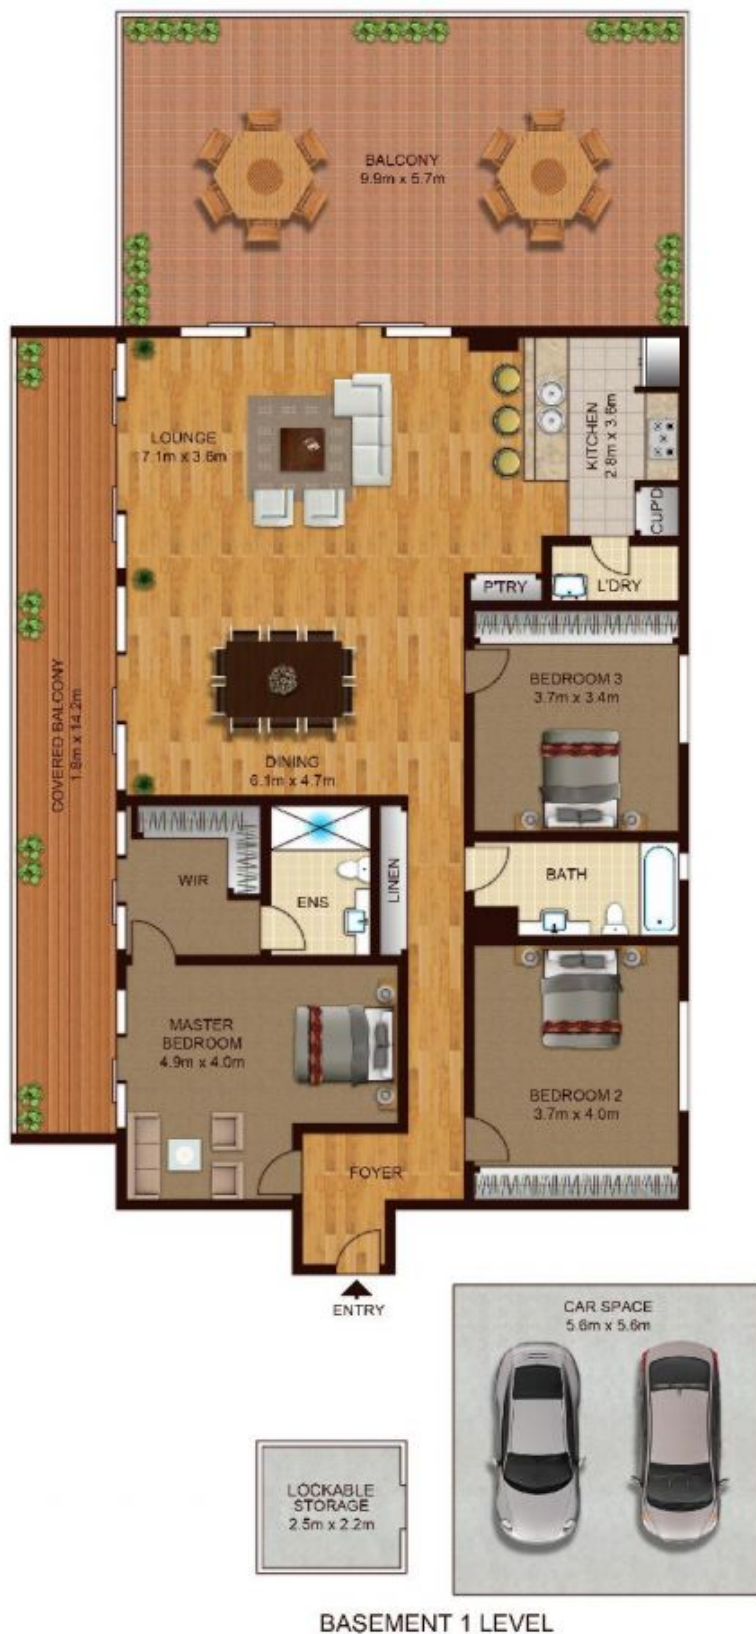 BALCONY
9.9m x 5.7m
LOUNGE
7.1m x 3.6m
KITCHEN
2.8m x 3.6m
CUP'D
P'TRY
L'DRY
BEDROOM 3
3.7m x 3.4m
COVERED BALCONY
1.8m x 14.2m
DINING
6.1m x 4.7m
WIR
ENS
LINEN
BATH
MASTER
BEDROOM
4.9m x 4.0m
BEDROOM 2
3.7m x 4.0m
FOYER
ENTRY
CAR SPACE
5.6m x 5.6m
LOCKABLE
STORAGE
2.5m x 2.2m
BASEMENT 1 LEVEL